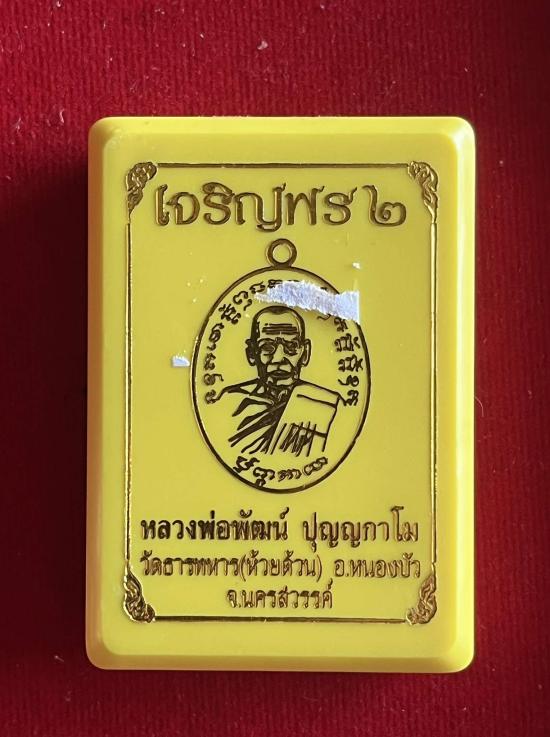 เจริญพร ๒
หลวงพ่อพัฒน์ ปุญญกาโม
วัดธารทหาร(ห้วยด้วน) อ.หนองบัว
จ.นครสวรรค์